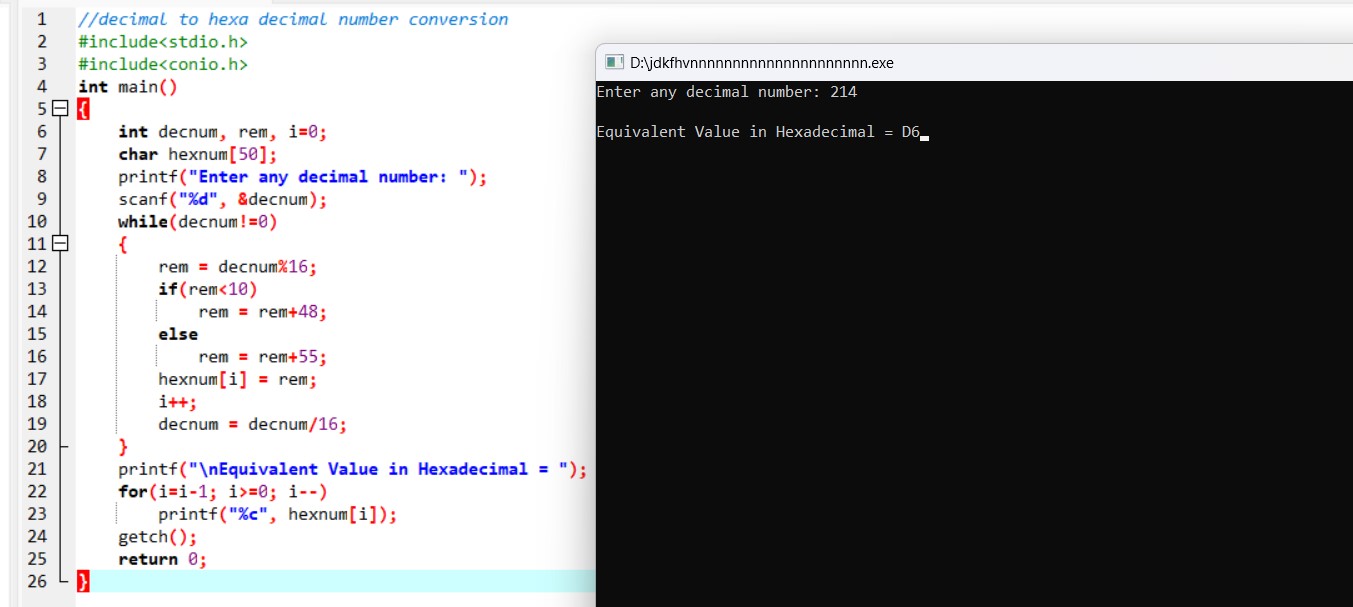 1 //decimal to hexa decimal number conversion
2 #include<stdio.h>
3 #include<conio.h>
4 int main()
5 {
6 int decnum, rem, i=0;
7 char hexnum[50];
8 printf("Enter any decimal number: ");
9 scanf("%d", &decnum);
10 while(decnum!=0)
11 {
12 rem = decnum%16;
13 if(rem<10)
14 rem = rem+48;
15 else
16 rem = rem+55;
17 hexnum[i] = rem;
18 i++;
19 decnum = decnum/16;
20 }
21 printf("\nEquivalent Value in Hexadecimal = ");
22 for(i=i-1; i>=0; i--)
23 printf("%c", hexnum[i]);
24 getch();
25 return 0;
26 }
D:\jdkfhvnnnnnnnnnnnnnnnnnnnnn.exe
Enter any decimal number: 214
Equivalent Value in Hexadecimal = D6